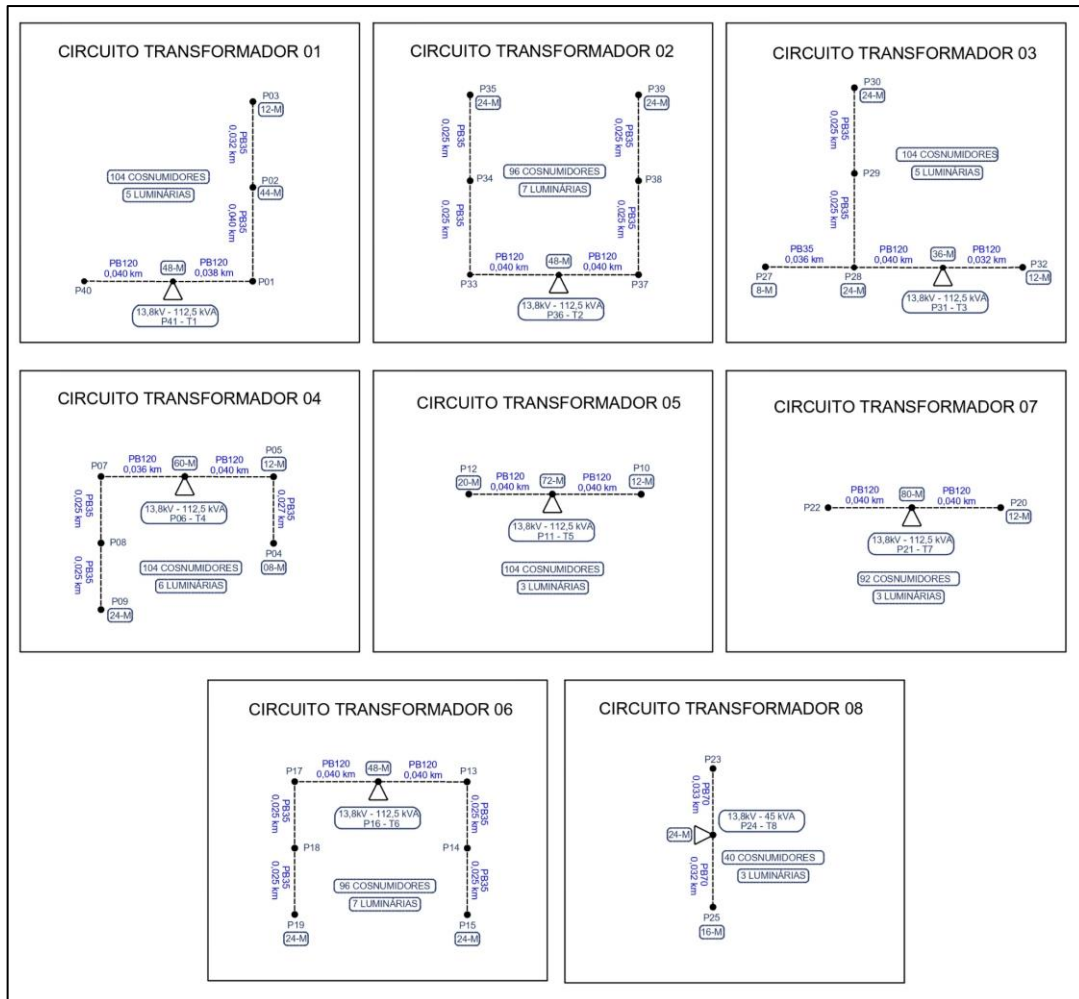 CIRCUITO TRANSFORMADOR 01
P03
12-M
PB35
0,032 km
104 COSNUMIDORES
5 LUMINÁRIAS
P02
44-M
PB35
0,040 km
PB120
0,040 km
48-M
PB120
0,038 km
P40
P01
13,8kV - 112,5 kVA
P41 - T1
CIRCUITO TRANSFORMADOR 02
P35
24-M
P39
24-M
PB35
0,025 km
PB35
0,025 km
96 COSNUMIDORES
7 LUMINÁRIAS
P34
P38
PB35
0,025 km
PB35
0,025 km
PB120
0,040 km
48-M
PB120
0,040 km
P33
P37
13,8kV - 112,5 kVA
P36 - T2
CIRCUITO TRANSFORMADOR 03
P30
24-M
PB35
0,025 km
104 COSNUMIDORES
5 LUMINÁRIAS
P29
PB35
0,025 km
PB35
0,036 km
PB120
0,040 km
36-M
PB120
0,032 km
P27
8-M
P28
24-M
P32
12-M
13,8kV - 112,5 kVA
P31 - T3
CIRCUITO TRANSFORMADOR 04
P07
PB120
0,036 km
60-M
PB120
0,040 km
P05
12-M
13,8kV - 112,5 kVA
P06 - T4
PB35
0,025 km
PB35
0,027 km
P08
P04
08-M
104 COSNUMIDORES
6 LUMINÁRIAS
PB35
0,025 km
P09
24-M
CIRCUITO TRANSFORMADOR 05
P12
20-M
PB120
0,040 km
72-M
PB120
0,040 km
P10
12-M
13,8kV - 112,5 kVA
P11 - T5
104 COSNUMIDORES
3 LUMINÁRIAS
CIRCUITO TRANSFORMADOR 07
PB120
0,040 km
80-M
PB120
0,040 km
P22
P20
12-M
13,8kV - 112,5 kVA
P21 - T7
92 COSNUMIDORES
3 LUMINÁRIAS
CIRCUITO TRANSFORMADOR 06
P17
PB120
0,040 km
48-M
PB120
0,040 km
P13
13,8kV - 112,5 kVA
P16 - T6
PB35
0,025 km
PB35
0,025 km
P18
P14
96 COSNUMIDORES
7 LUMINÁRIAS
PB35
0,025 km
PB35
0,025 km
P19
24-M
P15
24-M
CIRCUITO TRANSFORMADOR 08
P23
PB70
0,033 km
13,8kV - 45 kVA
P24 - T8
24-M
40 COSNUMIDORES
3 LUMINÁRIAS
PB70
0,032 km
P25
16-M